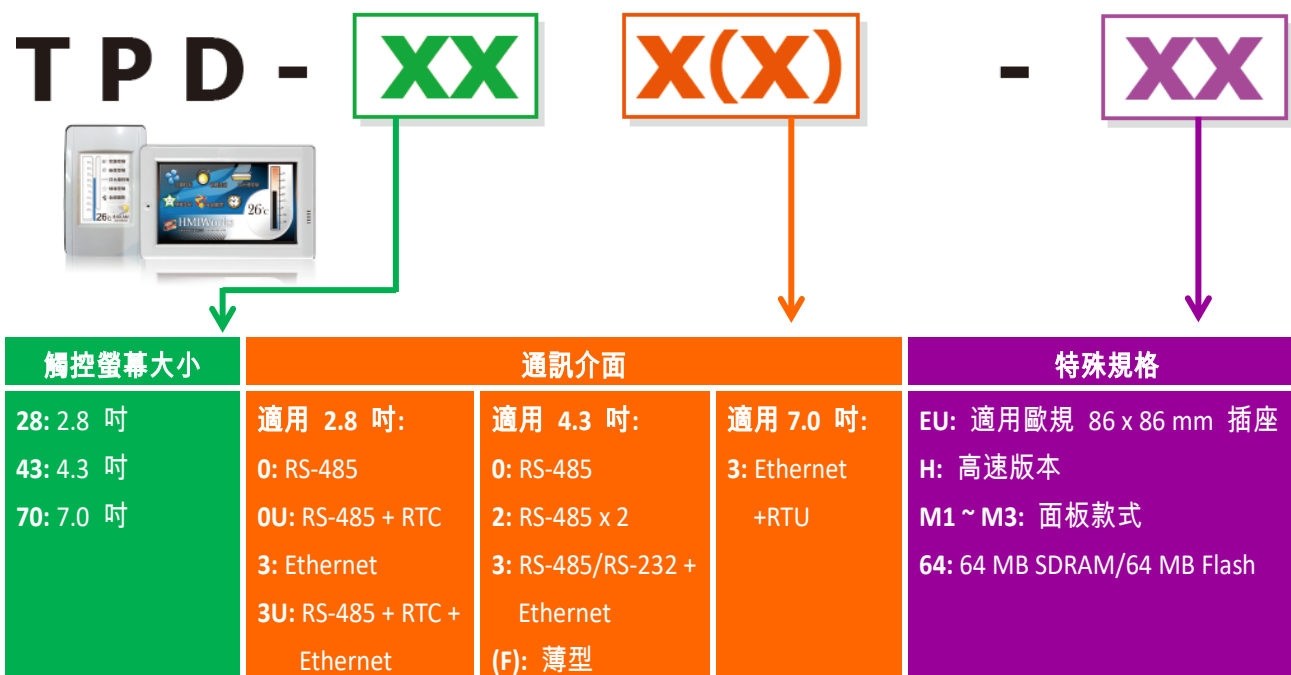 TPD-XX X(X) - XX
26°c
26°c
HMIWorks
觸控螢幕大小
28: 2.8 吋
43: 4.3 吋
70: 7.0 吋
通訊介面
適用 2.8 吋:
0: RS-485
0U: RS-485 + RTC
3: Ethernet
3U: RS-485 + RTC +
Ethernet
適用 4.3 吋:
0: RS-485
2: RS-485 x 2
3: RS-485/RS-232 +
Ethernet
(F): 薄型
適用 7.0 吋:
3: Ethernet
+RTU
特殊規格
EU: 適用歐規 86 x 86 mm 插座
H: 高速版本
M1 ~ M3: 面板款式
64: 64 MB SDRAM/64 MB Flash